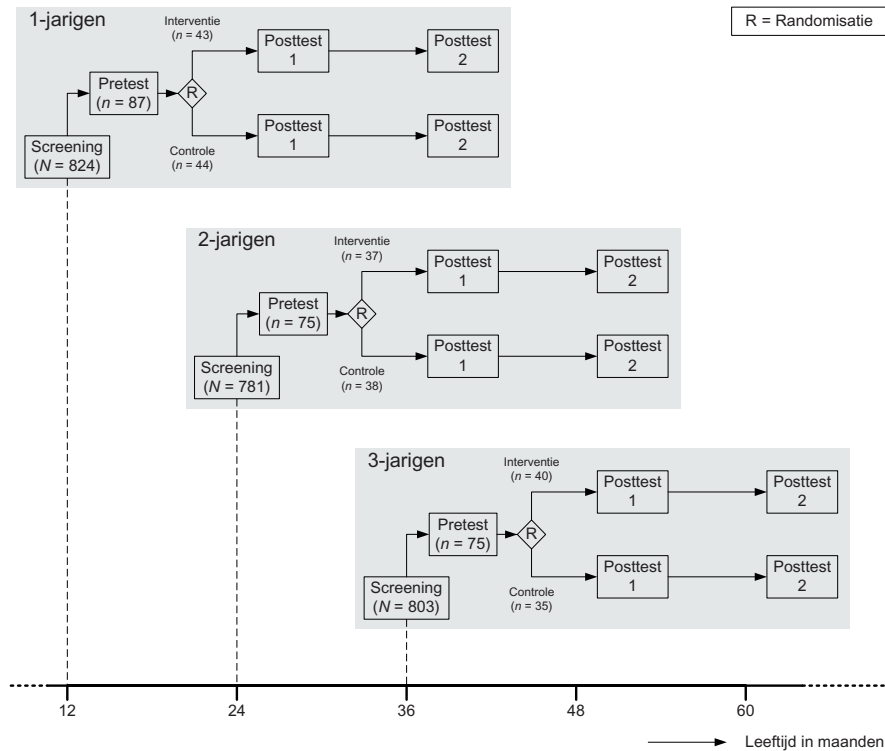 1-jarigen
Interventie
(n = 43)
Posttest
1
Posttest
2
R = Randomisatie
Pretest
(n = 87)
R
Screening
(N = 824)
Controle
(n = 44)
Posttest
1
Posttest
2
2-jarigen
Interventie
(n = 37)
Posttest
1
Posttest
2
Pretest
(n = 75)
R
Screening
(N = 781)
Controle
(n = 38)
Posttest
1
Posttest
2
3-jarigen
Interventie
(n = 40)
Posttest
1
Posttest
2
Pretest
(n = 75)
R
Screening
(N = 803)
Controle
(n = 35)
Posttest
1
Posttest
2
12 24 36 48 60
Leeftijd in maanden